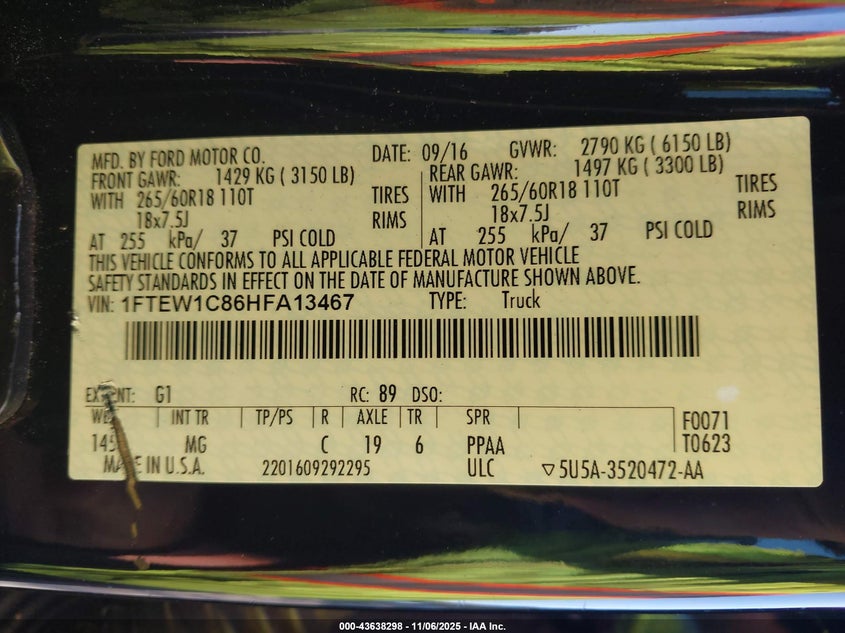 MFD. BY FORD MOTOR CO. DATE: 09/16 GVWR: 2790 KG ( 6150 LB)
FRONT GAWR: 1429 KG ( 3150 LB) REAR GAWR: 1497 KG ( 3300 LB)
WITH 265/60R18 110T TIRES WITH 265/60R18 110T TIRES
18x7.5J RIMS 18x7.5J RIMS
AT 255 kPa/ 37 PSI COLD AT 255 kPa/ 37 PSI COLD
THIS VEHICLE CONFORMS TO ALL APPLICABLE FEDERAL MOTOR VEHICLE
SAFETY STANDARDS IN EFFECT ON THE DATE OF MANUFACTURE SHOWN ABOVE.
VIN: 1FTEW1C86HFA13467 TYPE: Truck
G1 RC: 89 DSO:
INT TR TP/PS R AXLE TR SPR F0071
MG C 19 6 PPAA T0623
IN U.S.A. 2201609292295 ULC ▽5U5A-3520472-AA
000-43638298 - 11/06/2025 - IAA Inc.